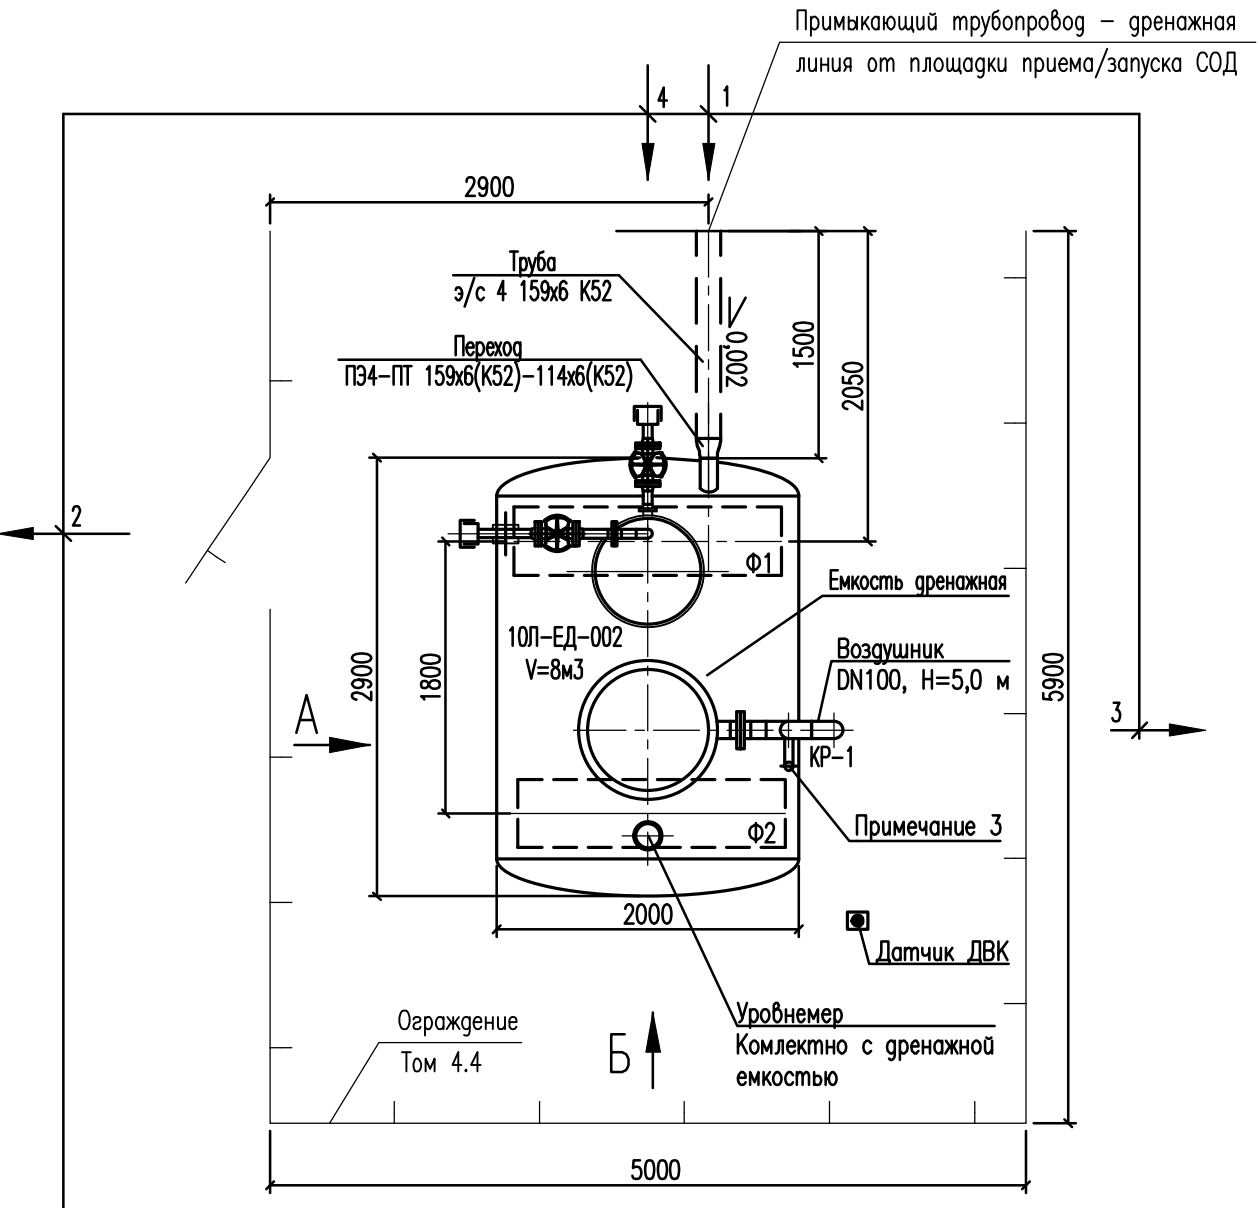 Примыкающий трубопровод – дренажная
линия от площадки приема/запуска СОД
4
1
2900
Труба
э/с 4 159х6 К52
0,002
1500
2050
Переход
ПЭ4-ПТ 159х6(К52)-114х6(К52)
2
Ф1
Емкость дренажная
10Л-ЕД-002
V=8м3
Воздушник
DN100, H=5,0 м
2900
1800
5900
А
3
КР-1
Примечание 3
Ф2
2000
Датчик ДВК
Уровнемер
Комлектно с дренажной
емкостью
Ограждение
Том 4.4
Б
5000